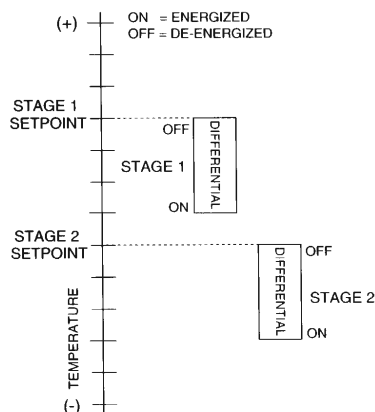 (+)
ON = ENERGIZED
OFF = DE-ENERGIZED
STAGE 1
SETPOINT
OFF
DIFFERENTIAL
STAGE 1
ON
STAGE 2
SETPOINT
OFF
DIFFERENTIAL
STAGE 2
ON
TEMPERATURE
(-)